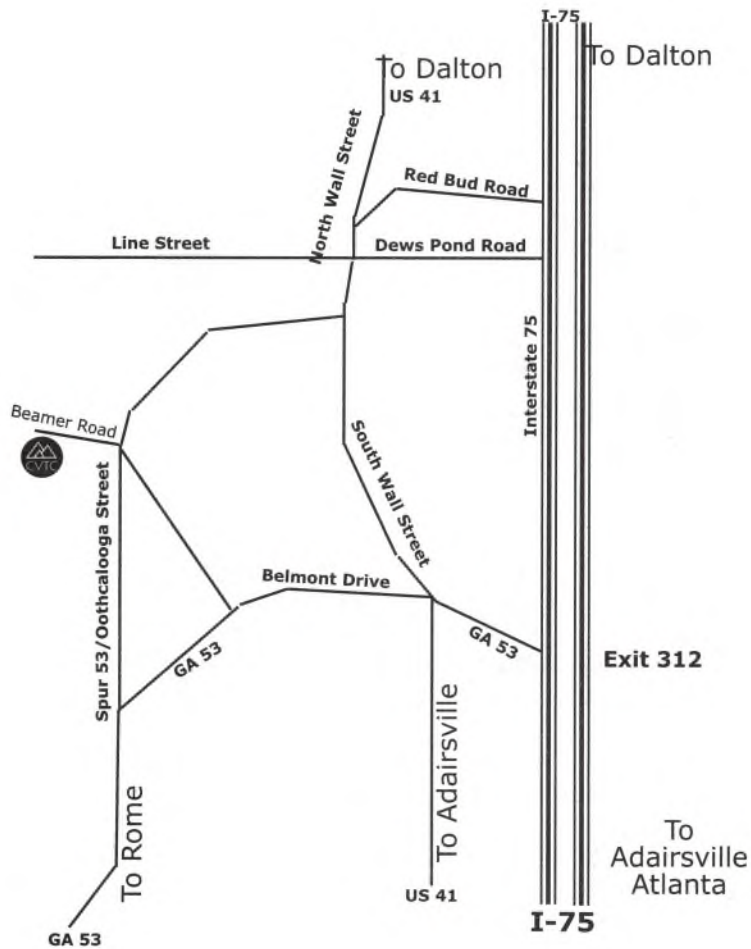 I-75
To Dalton
US 41
To Dalton
North Wall Street
Red Bud Road
Line Street
Dews Pond Road
Interstate 75
Beamer Road
CVTC
South Wall Street
Spur 53/Oothcalooga Street
Belmont Drive
GA 53
GA 53
Exit 312
To Rome
To Adairsville
To
Adairsville
Atlanta
US 41
I-75
GA 53